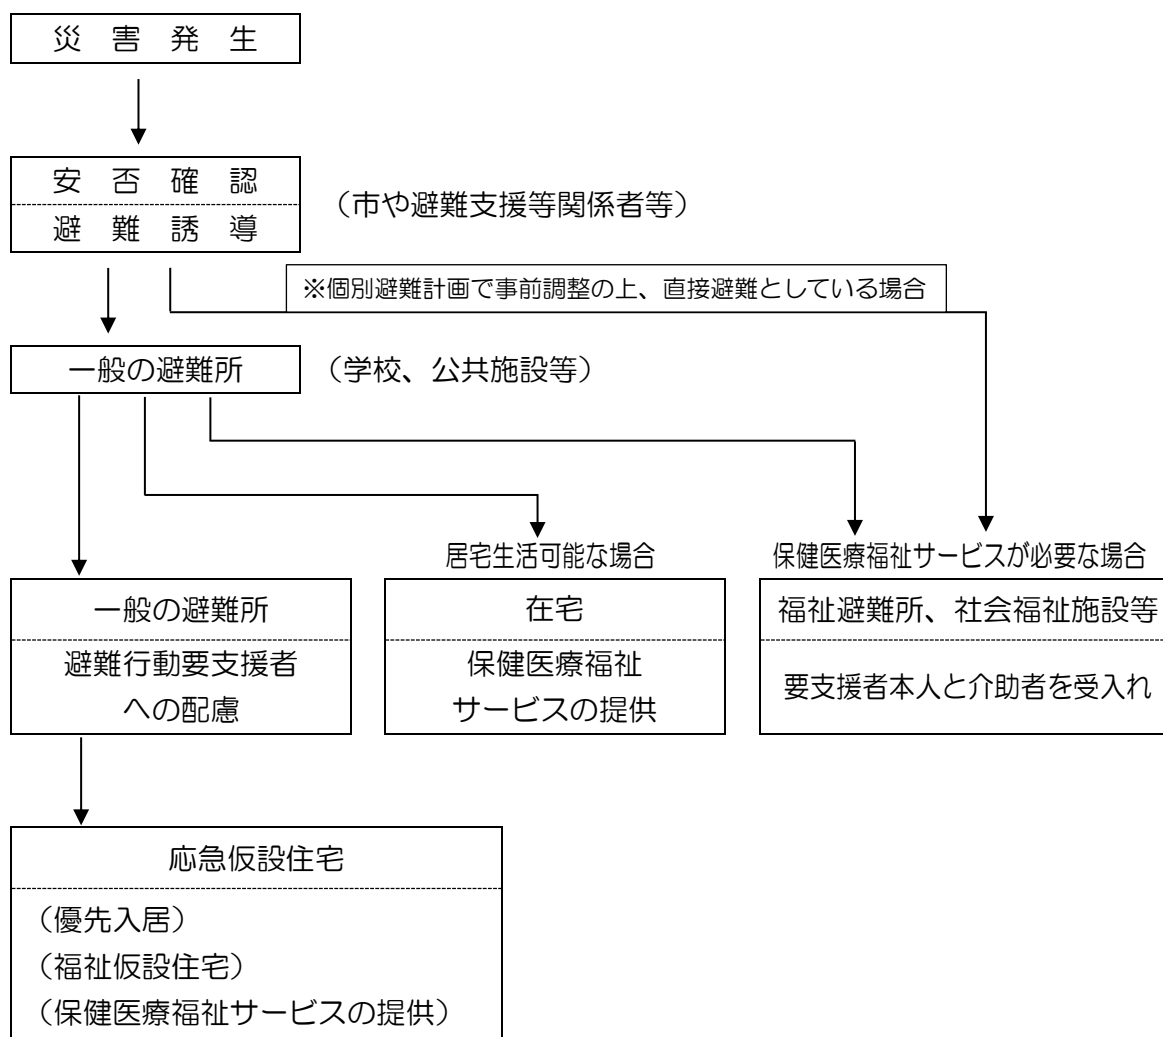 災害発生
安否確認
避難誘導
（市や避難支援等関係者等）
※個別避難計画で事前調整の上、直接避難としている場合
一般の避難所
（学校、公共施設等）
居宅生活可能な場合
保健医療福祉サービスが必要な場合
一般の避難所
避難行動要支援者
への配慮
在宅
保健医療福祉
サービスの提供
福祉避難所、社会福祉施設等
要支援者本人と介助者を受入れ
応急仮設住宅
（優先入居）
（福祉仮設住宅）
（保健医療福祉サービスの提供）